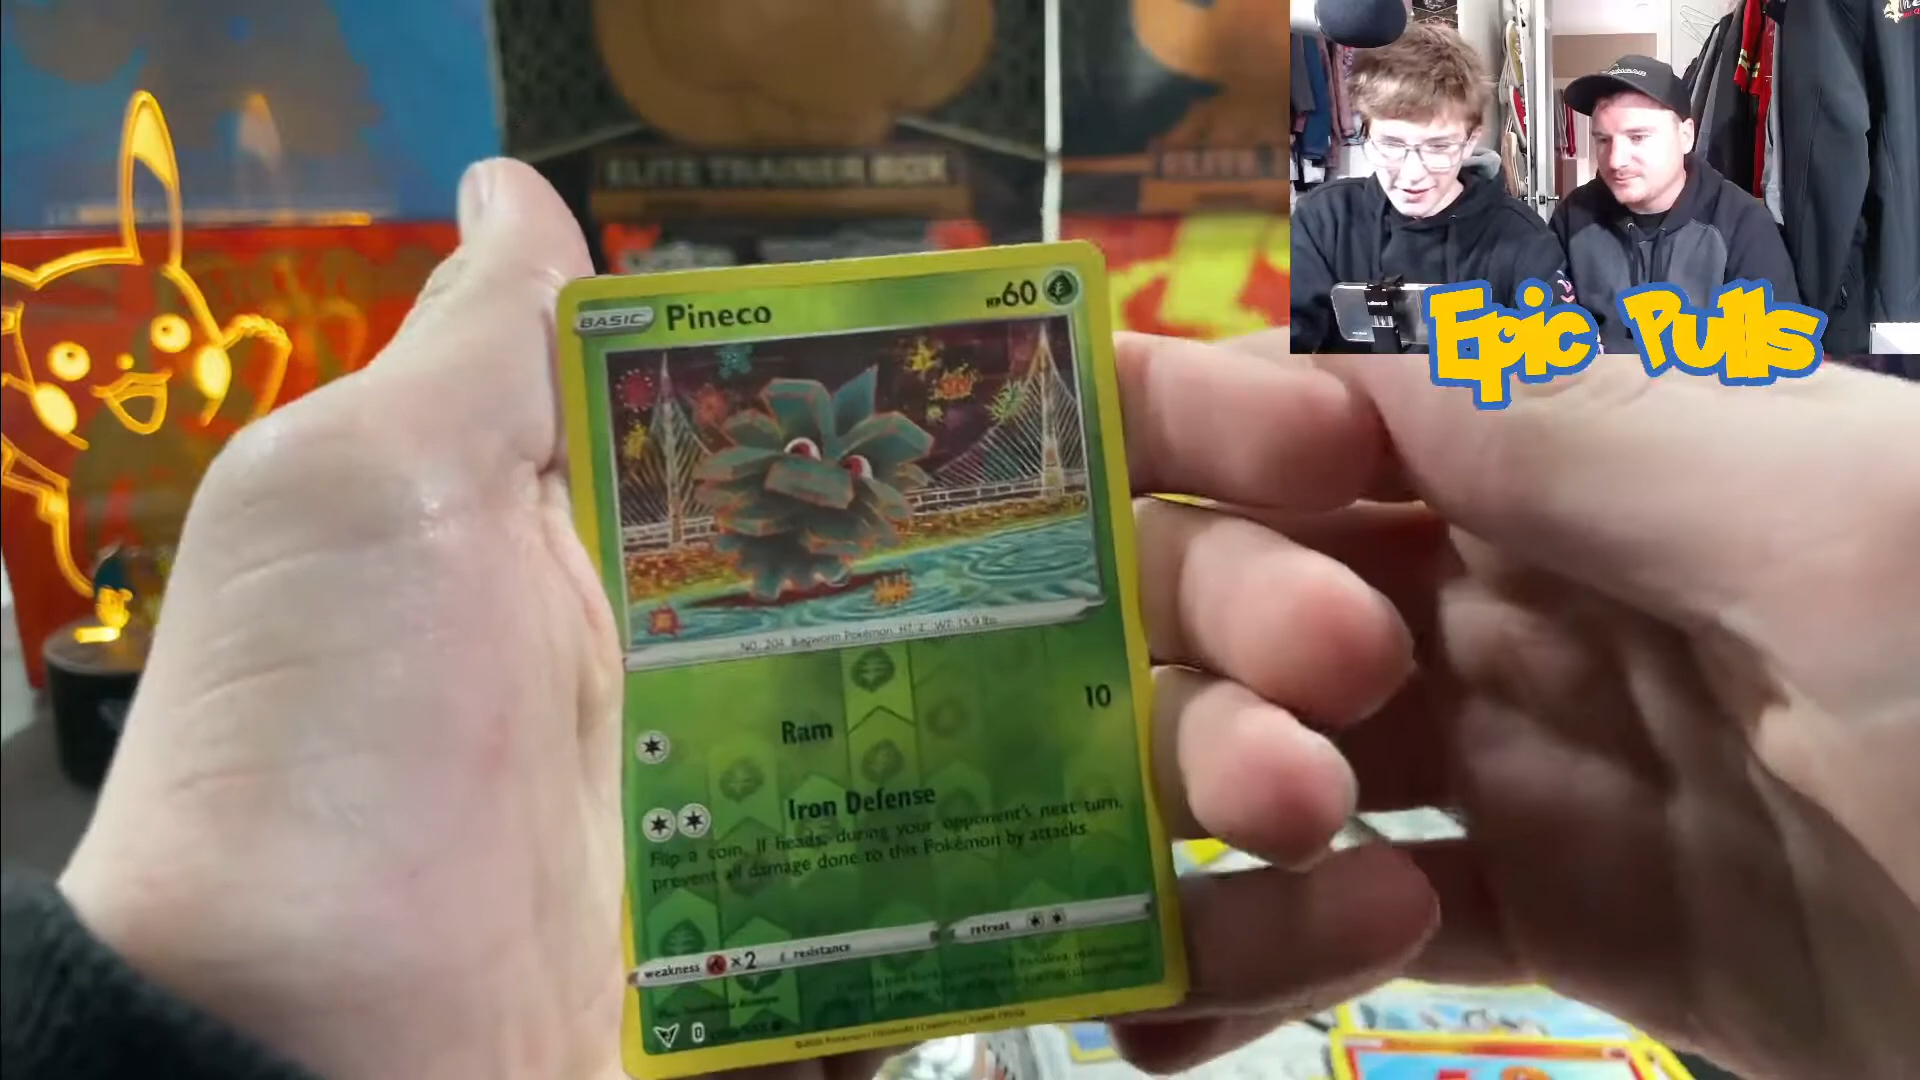 ELITE TRAINER BOX
ELITE
Epic Pulls
BASIC Pineco HP60
NO. 204 Bagworm Pokémon HT: 2' WT: 15.9 lbs
Ram 10
Iron Defense
Flip a coin. If heads, during your opponent's next turn,
prevent all damage done to this Pokémon by attacks.
weakness ×2 resistance retreat